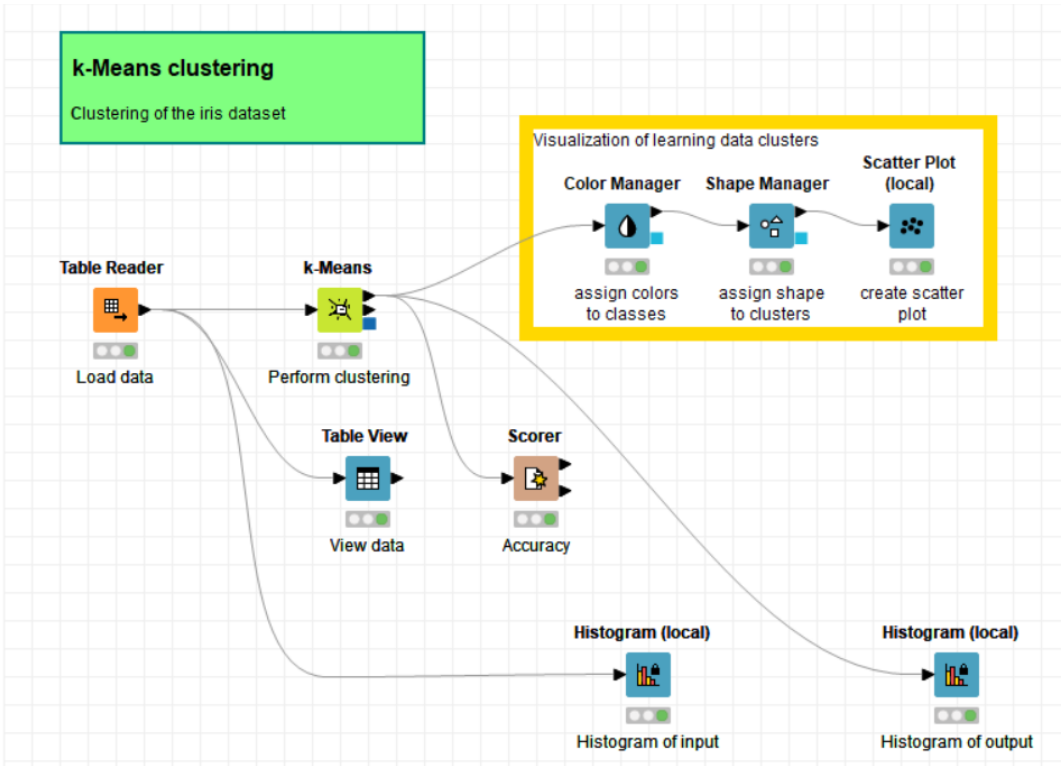 k-Means clustering
Clustering of the iris dataset
Visualization of learning data clusters
Color Manager
Shape Manager
Scatter Plot
(local)
assign colors
to classes
assign shape
to clusters
create scatter
plot
Table Reader
Load data
k-Means
Perform clustering
Table View
View data
Scorer
Accuracy
Histogram (local)
Histogram of input
Histogram (local)
Histogram of output